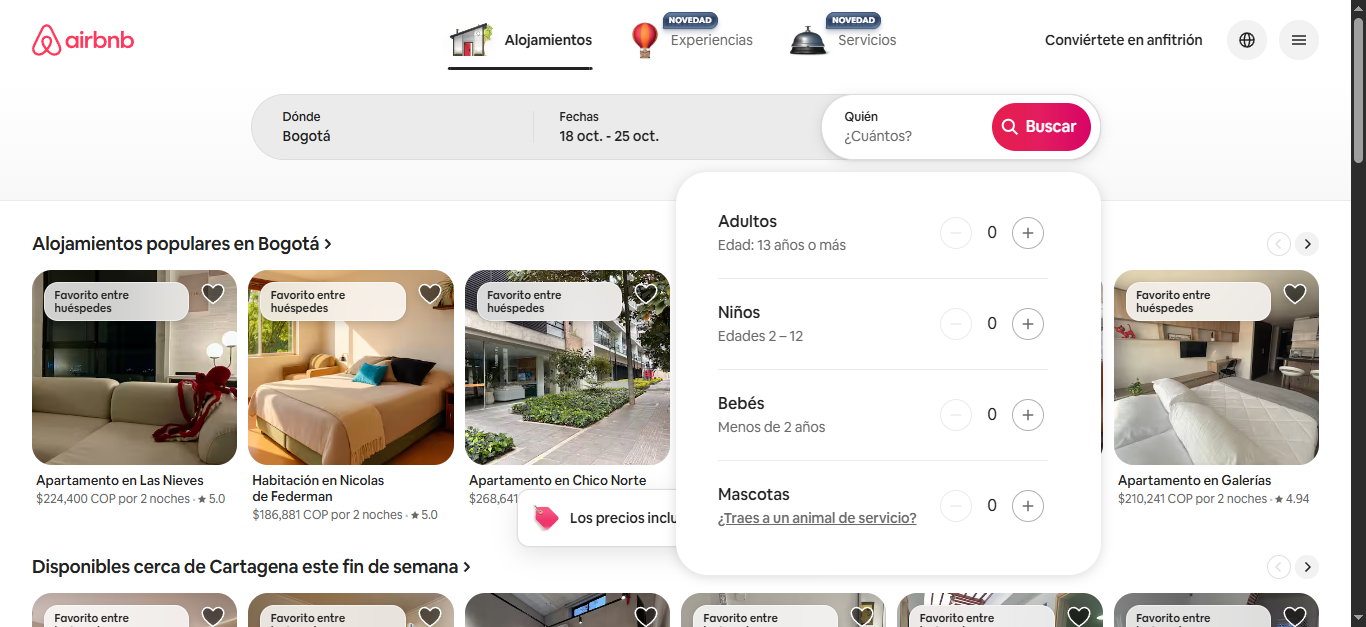 airbnb
Alojamientos
NOVEDAD
Experiencias
NOVEDAD
Servicios
Conviértete en anfitrión
Dónde
Bogotá
Fechas
18 oct. - 25 oct.
Quién
¿Cuántos?
Buscar
Alojamientos populares en Bogotá
Favorito entre
huéspedes
Apartamento en Las Nieves
$224,400 COP por 2 noches · ★ 5.0
Favorito entre
huéspedes
Habitación en Nicolas
de Federman
$186,881 COP por 2 noches · ★ 5.0
Favorito entre
huéspedes
Apartamento en Chico Norte
$268,641
Favorito entre
huéspedes
Apartamento en Galerías
$210,241 COP por 2 noches · ★ 4.94
Adultos
Edad: 13 años o más
0
Niños
Edades 2 – 12
0
Bebés
Menos de 2 años
0
Mascotas
¿Traes a un animal de servicio?
0
Los precios inclu
Disponibles cerca de Cartagena este fin de semana
Favorito entre
Favorito entre
Favorito entre
Favorito entre
Favorito entre
Favorito entre